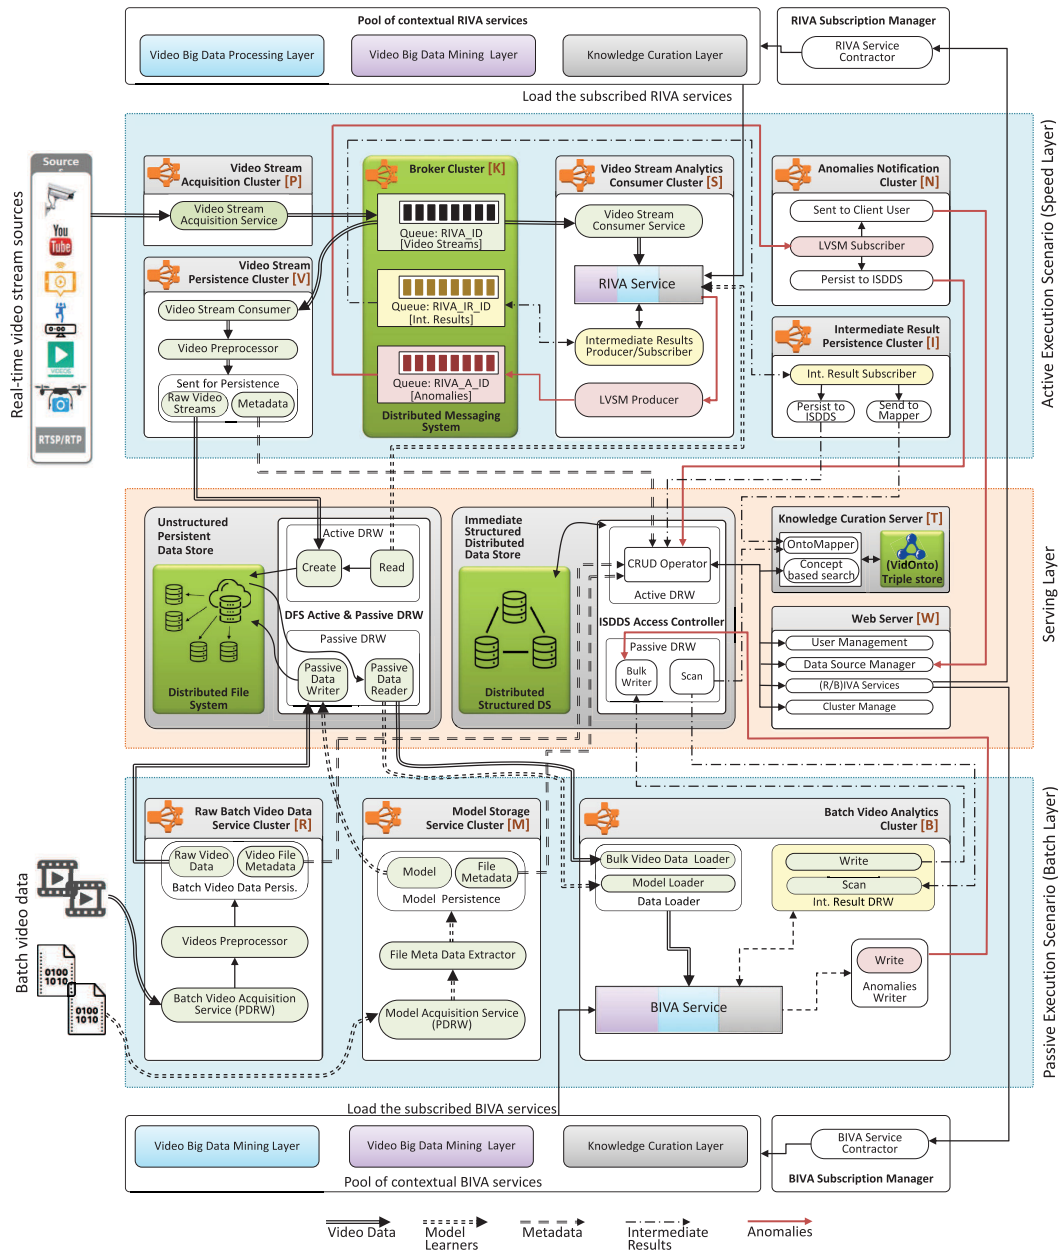 Pool of contextual RIVA services
Video Big Data Processing Layer
Video Big Data Mining Layer
Knowledge Curation Layer
RIVA Subscription Manager
RIVA Service
Contractor
Load the subscribed RIVA services
Real-time video stream sources
Source
You
Tube
VIDEOS
RTSP/RTP
Active Execution Scenario (Speed Layer)
Video Stream
Acquisition Cluster [P]
Video Stream
Acquisition Service
Video Stream
Persistence Cluster [V]
Video Stream Consumer
Video Preprocessor
Sent for Persistence
Raw Video
Streams
Metadata
Broker Cluster [K]
Queue: RIVA_ID
[Video Streams]
Queue: RIVA_IR_ID
[Int. Results]
Queue: RIVA_A_ID
[Anomalies]
Distributed Messaging
System
Video Stream Analytics
Consumer Cluster [S]
Video Stream
Consumer Service
RIVA Service
Intermediate Results
Producer/Subscriber
LVSM Producer
Anomalies Notification
Cluster [N]
Sent to Client User
LVSM Subscriber
Persist to ISDDS
Intermediate Result
Persistence Cluster [I]
Int. Result Subscriber
Persist to
ISDDS
Send to
Mapper
Serving Layer
Unstructured
Persistent
Data Store
Active DRW
Create
Read
DFS Active & Passive DRW
Passive DRW
Passive
Data
Writer
Passive
Data
Reader
Distributed File
System
Immediate
Structured
Distributed
Data Store
CRUD Operator
Active DRW
ISDDS Access Controller
Passive DRW
Bulk
Writer
Scan
Distributed
Structured DS
Knowledge Curation Server [T]
OntoMapper
Concept
based search
(VidOnto)
Triple store
Web Server [W]
User Management
Data Source Manager
(R/B)IVA Services
Cluster Manage
Passive Execution Scenario (Batch Layer)
Batch video data
0100
1010
0100
1010
Raw Batch Video Data
Service Cluster [R]
Raw Video
Data
Video File
Metadata
Batch Video Data Persis.
Videos Preprocessor
Batch Video Acquisition
Service (PDRW)
Model Storage
Service Cluster [M]
Model
File
Metadata
Model Persistence
File Meta Data Extractor
Model Acquisition Service
(PDRW)
Batch Video Analytics
Cluster [B]
Bulk Video Data Loader
Model Loader
Data Loader
Write
Scan
Int. Result DRW
Write
Anomalies
Writer
BIVA Service
Load the subscribed BIVA services
Video Big Data Mining Layer
Video Big Data Mining Layer
Knowledge Curation Layer
Pool of contextual BIVA services
BIVA Service
Contractor
BIVA Subscription Manager
Video Data
Model
Learners
Metadata
Intermediate
Results
Anomalies